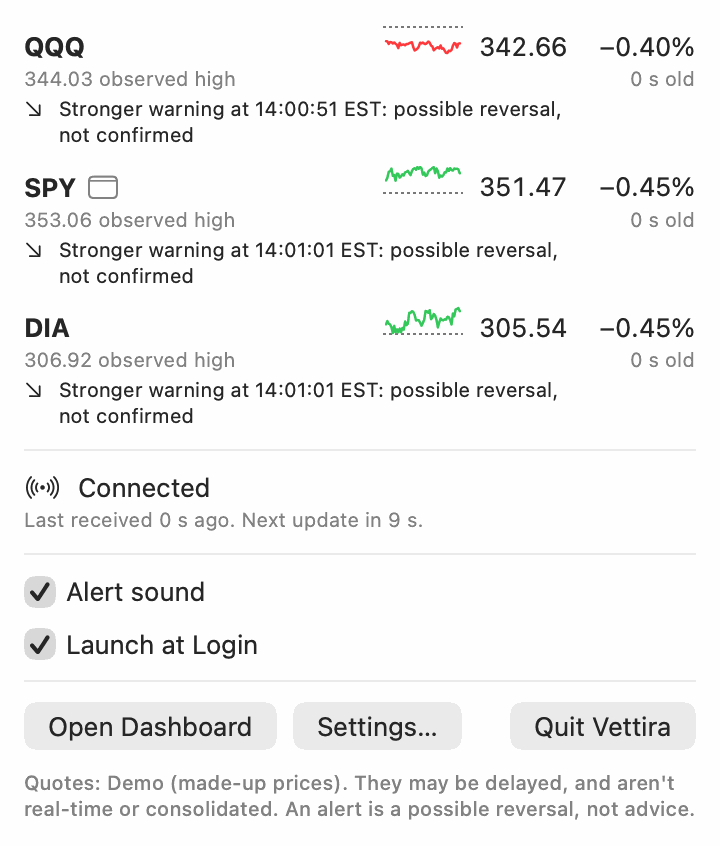 QQQ 342.66 −0.40%
344.03 observed high 0 s old
Stronger warning at 14:00:51 EST: possible reversal,
not confirmed
SPY 351.47 −0.45%
353.06 observed high 0 s old
Stronger warning at 14:01:01 EST: possible reversal,
not confirmed
DIA 305.54 −0.45%
306.92 observed high 0 s old
Stronger warning at 14:01:01 EST: possible reversal,
not confirmed
Connected
Last received 0 s ago. Next update in 9 s.
Alert sound
Launch at Login
Open Dashboard Settings... Quit Vettira
Quotes: Demo (made-up prices). They may be delayed, and aren't
real-time or consolidated. An alert is a possible reversal, not advice.